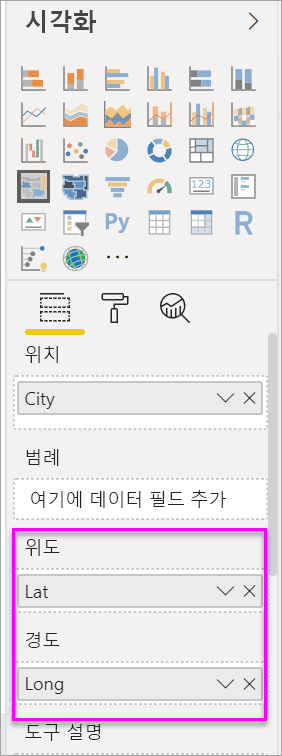 시각화
123
Py
R
위치
City
범례
여기에 데이터 필드 추가
위도
Lat
경도
Long
도구 설명